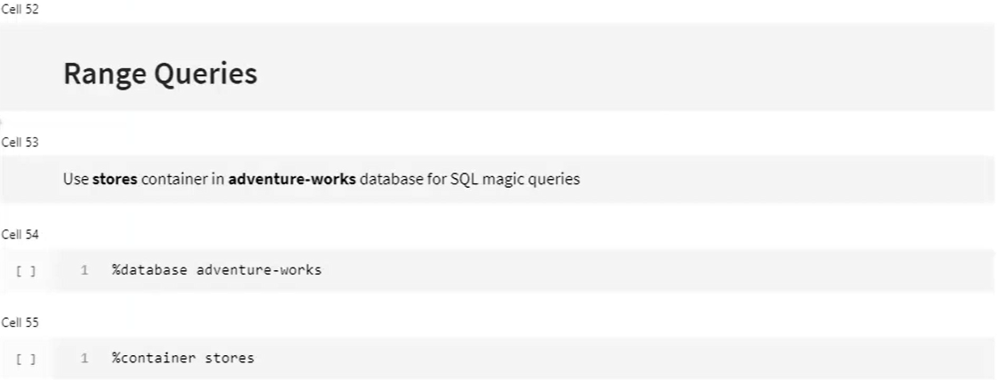 Cell 52
Range Queries
Cell 53
Use stores container in adventure-works database for SQL magic queries
Cell 54
[ ] 1 %database adventure-works
Cell 55
[ ] 1 %container stores